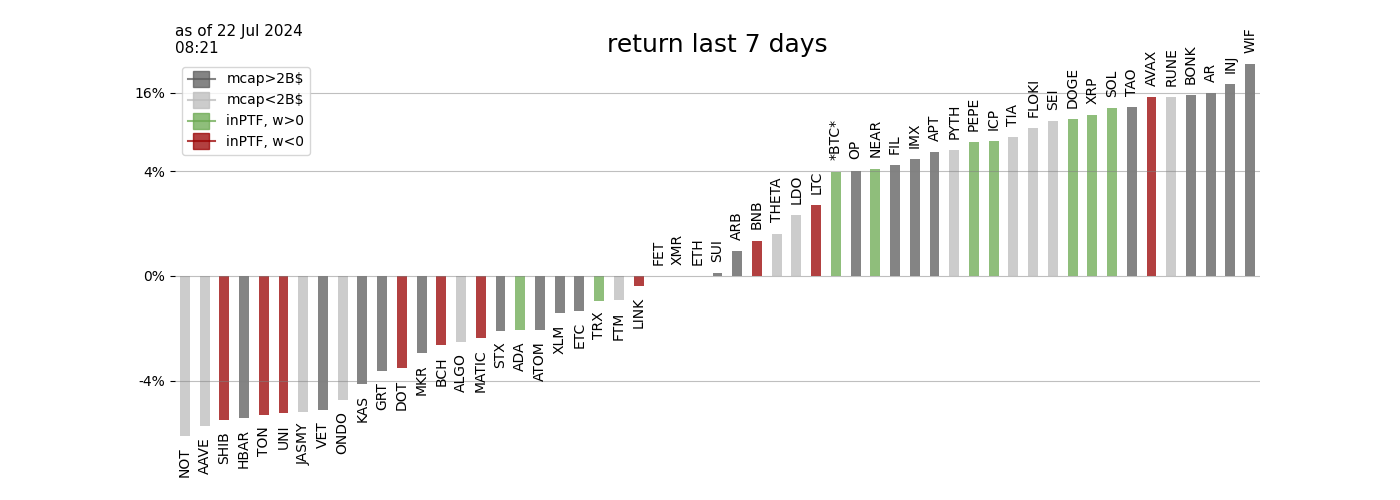 as of 22 Jul 2024
08:21
return last 7 days
mcap>2B$
mcap<2B$
inPTF, w>0
inPTF, w<0
16%
4%
0%
-4%
NOT
AAVE
SHIB
HBAR
TON
UNI
JASMY
VET
ONDO
KAS
GRT
DOT
MKR
BCH
ALGO
MATIC
STX
ADA
ATOM
XLM
ETC
TRX
FTM
LINK
FET
XMR
ETH
SUI
ARB
BNB
THETA
LDO
LTC
*BTC*
OP
NEAR
FIL
IMX
APT
PYTH
PEPE
ICP
TIA
FLOKI
SEI
DOGE
XRP
SOL
TAO
AVAX
RUNE
BONK
AR
INJ
WIF